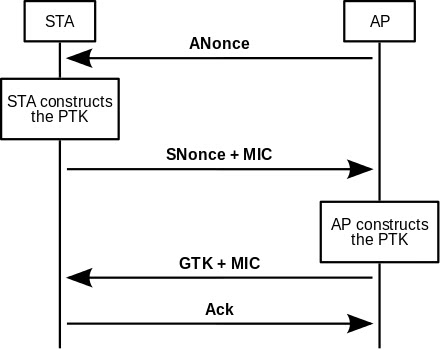 STA
AP
ANonce
STA constructs
the PTK
SNonce + MIC
AP constructs
the PTK
GTK + MIC
Ack